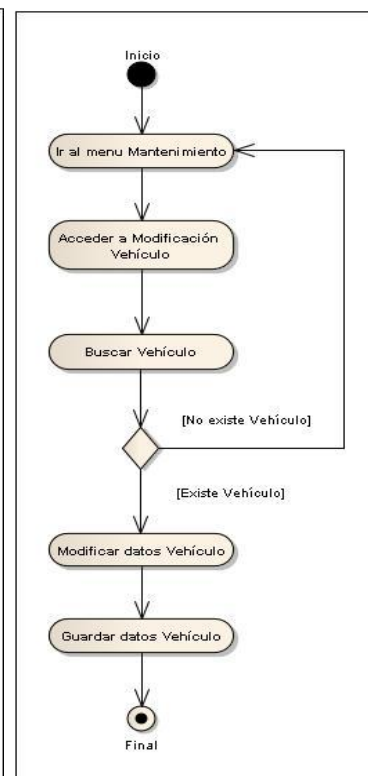 Inicio
Ir al menu Mantenimiento
Acceder a Modificación
Vehículo
Buscar Vehículo
[No existe Vehículo]
[Existe Vehículo]
Modificar datos Vehículo
Guardar datos Vehículo
Final